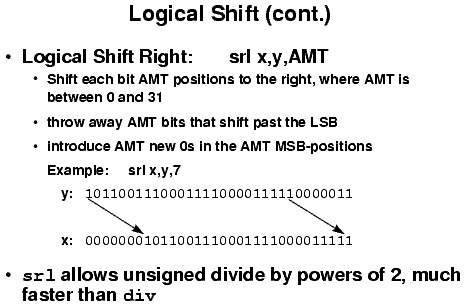 Logical Shift (cont.)
• Logical Shift Right: srl x,y,AMT
• Shift each bit AMT positions to the right, where AMT is
between 0 and 31
• throw away AMT bits that shift past the LSB
• introduce AMT new 0s in the AMT MSB-positions
Example: srl x,y,7
y: 10110011100011110000111110000011
x: 00000001011001110001111000011111
• srl allows unsigned divide by powers of 2, much
faster than div